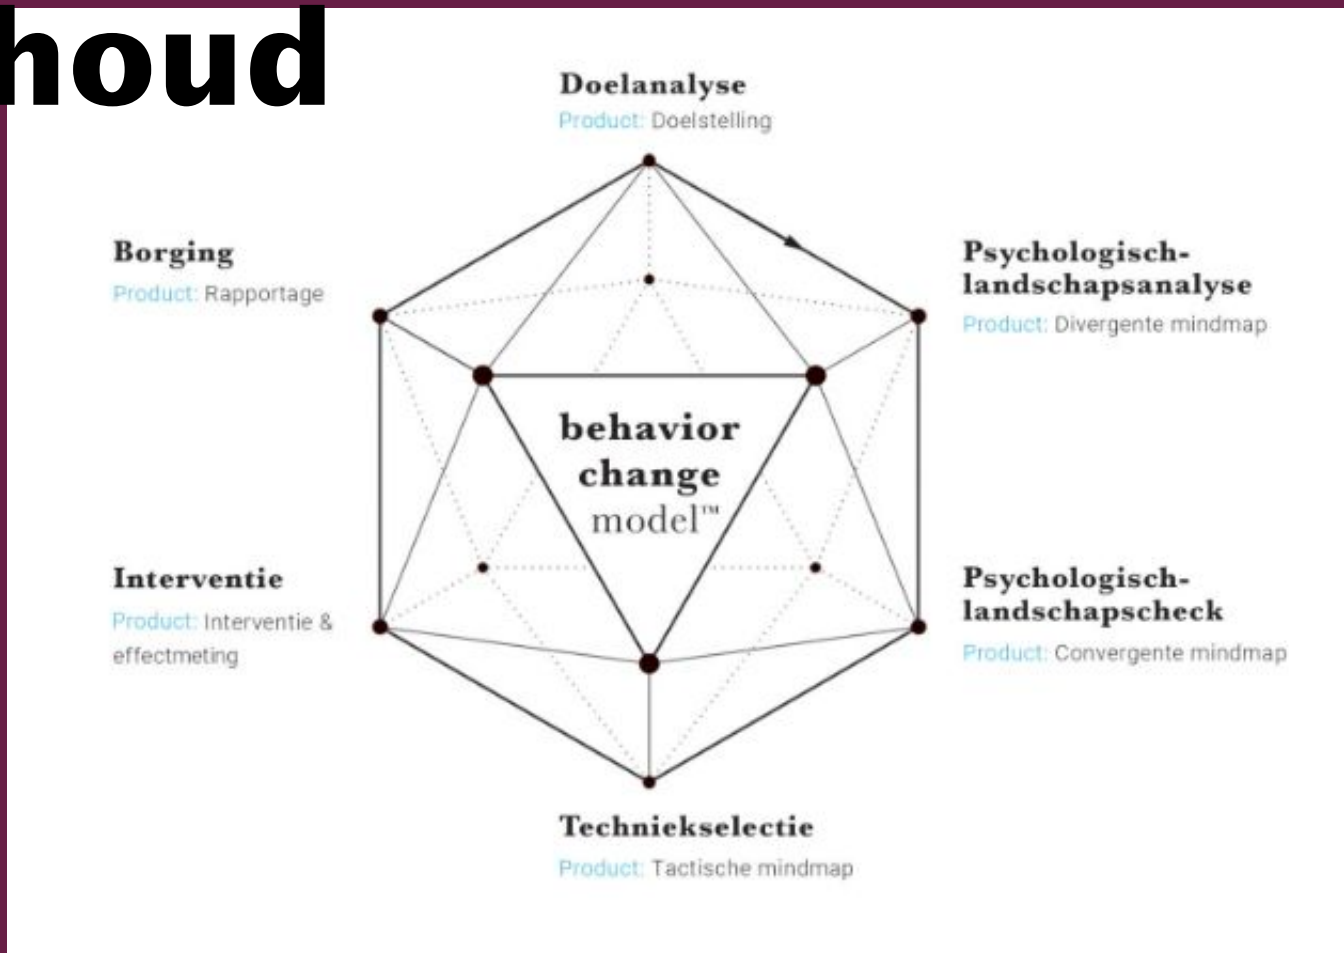 houd
Doelanalyse
Product: Doelstelling
Psychologisch-
landschapsanalyse
Product: Divergente mindmap
Psychologisch-
landschapscheck
Product: Convergente mindmap
Techniekselectie
Product: Tactische mindmap
Interventie
Product: Interventie &
effectmeting
Borging
Product: Rapportage
behavior
change
model™